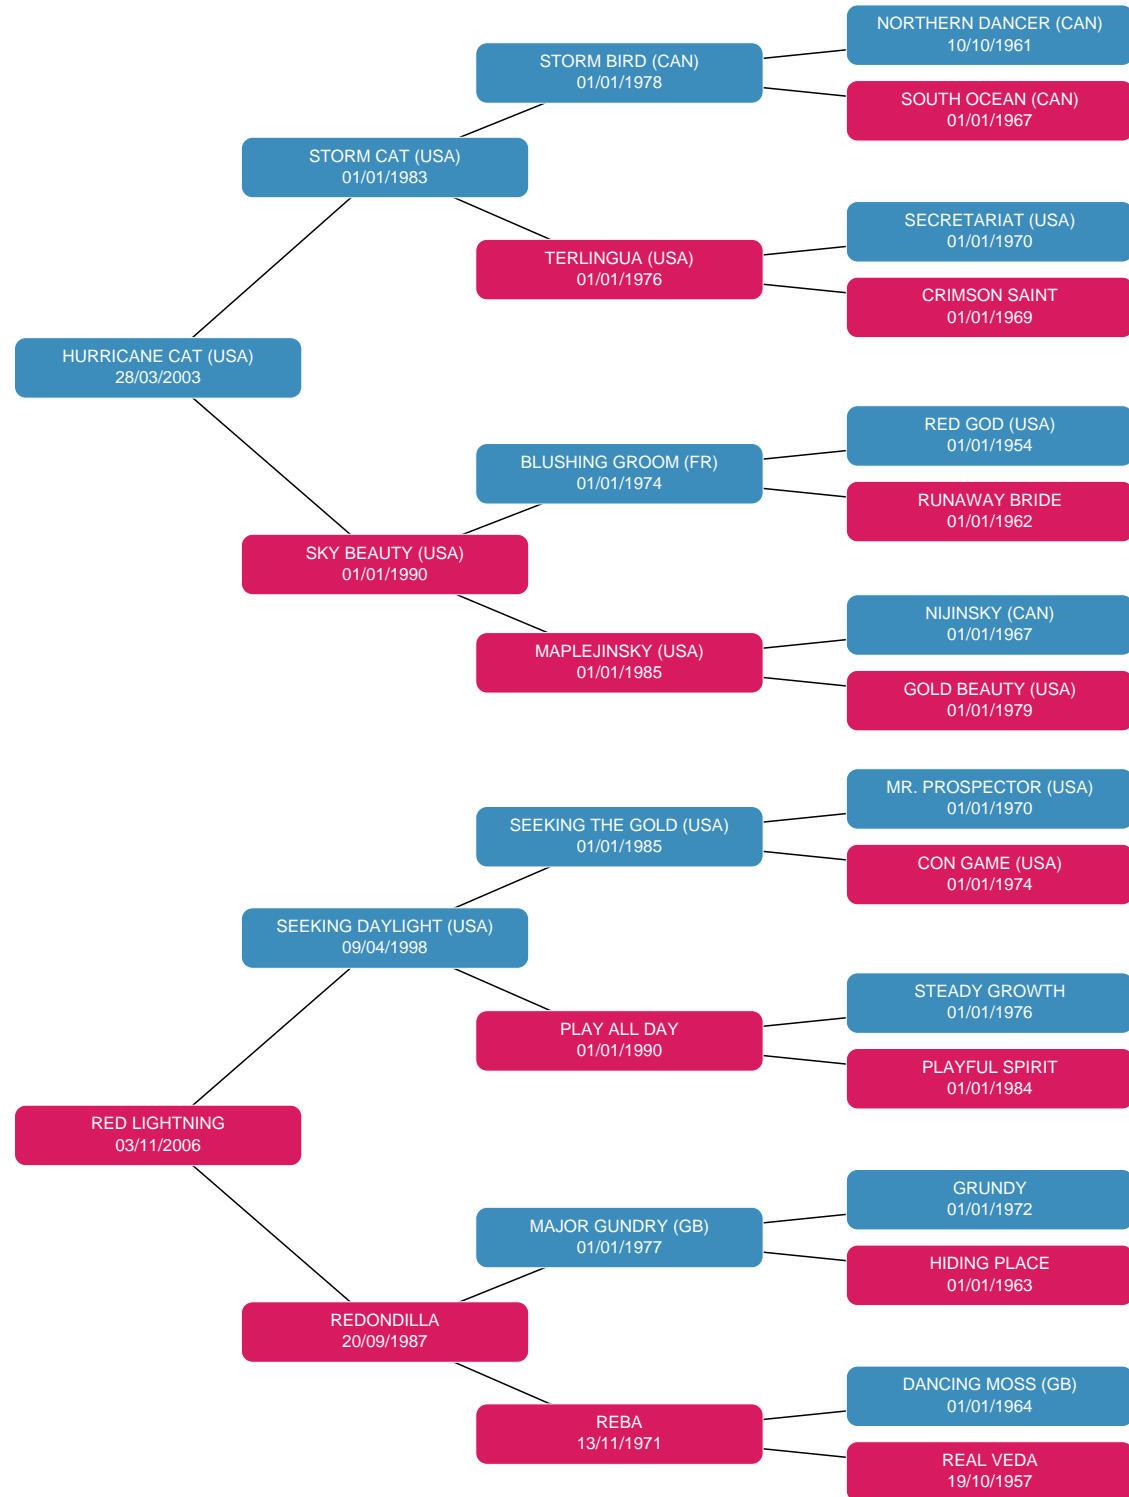 NORTHERN DANCER (CAN)
10/10/1961
STORM BIRD (CAN)
01/01/1978
SOUTH OCEAN (CAN)
01/01/1967
STORM CAT (USA)
01/01/1983
SECRETARIAT (USA)
01/01/1970
TERLINGUA (USA)
01/01/1976
CRIMSON SAINT
01/01/1969
HURRICANE CAT (USA)
28/03/2003
RED GOD (USA)
01/01/1954
BLUSHING GROOM (FR)
01/01/1974
RUNAWAY BRIDE
01/01/1962
SKY BEAUTY (USA)
01/01/1990
NIJINSKY (CAN)
01/01/1967
MAPLEJINSKY (USA)
01/01/1985
GOLD BEAUTY (USA)
01/01/1979
MR. PROSPECTOR (USA)
01/01/1970
SEEKING THE GOLD (USA)
01/01/1985
CON GAME (USA)
01/01/1974
SEEKING DAYLIGHT (USA)
09/04/1998
STEADY GROWTH
01/01/1976
PLAY ALL DAY
01/01/1990
PLAYFUL SPIRIT
01/01/1984
RED LIGHTNING
03/11/2006
GRUNDY
01/01/1972
MAJOR GUNDRY (GB)
01/01/1977
HIDING PLACE
01/01/1963
REDONDILLA
20/09/1987
DANCING MOSS (GB)
01/01/1964
REBA
13/11/1971
REAL VEDA
19/10/1957